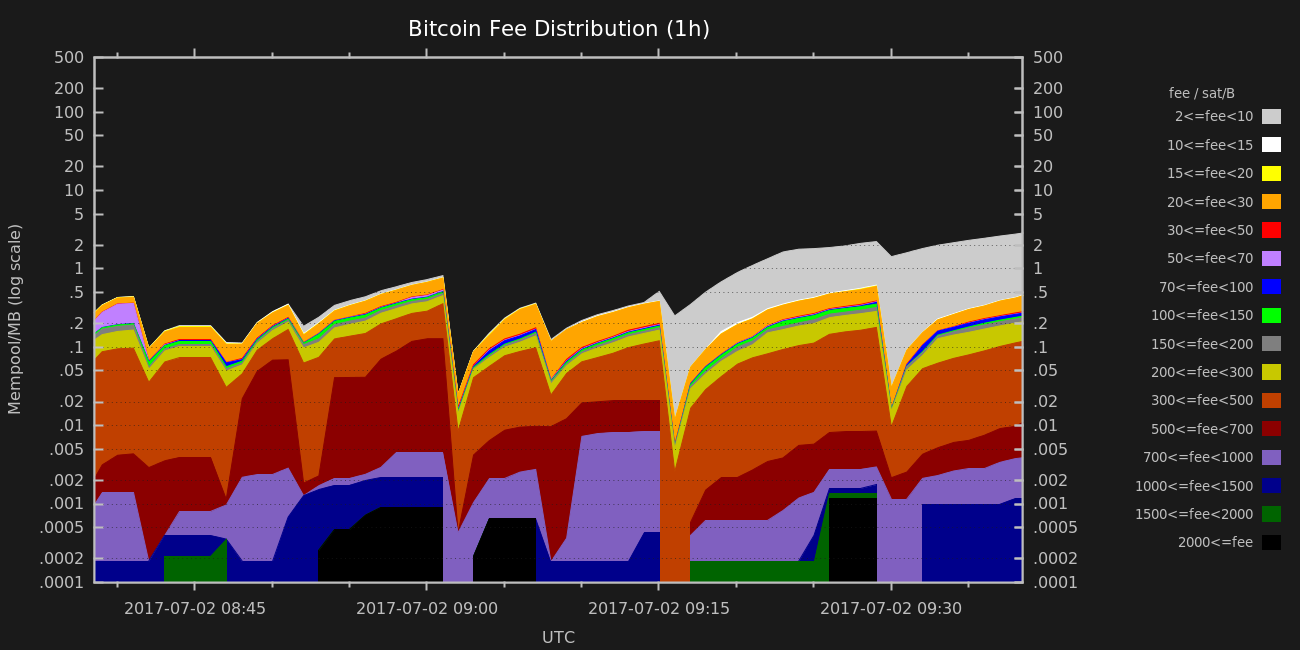 Bitcoin Fee Distribution (1h)
Mempool/MB (log scale)
500
200
100
50
20
10
5
2
1
.5
.2
.1
.05
.02
.01
.005
.002
.001
.0005
.0002
.0001
500
200
100
50
20
10
5
2
1
.5
.2
.1
.05
.02
.01
.005
.002
.001
.0005
.0002
.0001
2017-07-02 08:45
2017-07-02 09:00
2017-07-02 09:15
2017-07-02 09:30
UTC
fee / sat/B
2<=fee<10
10<=fee<15
15<=fee<20
20<=fee<30
30<=fee<50
50<=fee<70
70<=fee<100
100<=fee<150
150<=fee<200
200<=fee<300
300<=fee<500
500<=fee<700
700<=fee<1000
1000<=fee<1500
1500<=fee<2000
2000<=fee